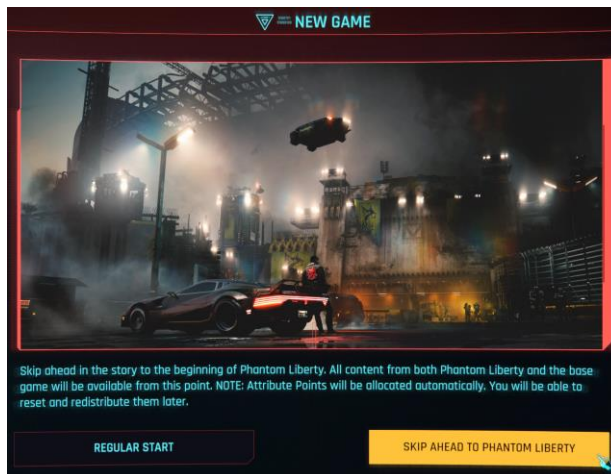 NEW GAME
Skip ahead in the story to the beginning of Phantom Liberty. All content from both Phantom Liberty and the base
game will be available from this point. NOTE: Attribute Points will be allocated automatically. You will be able to
reset and redistribute them later.
REGULAR START
SKIP AHEAD TO PHANTOM LIBERTY